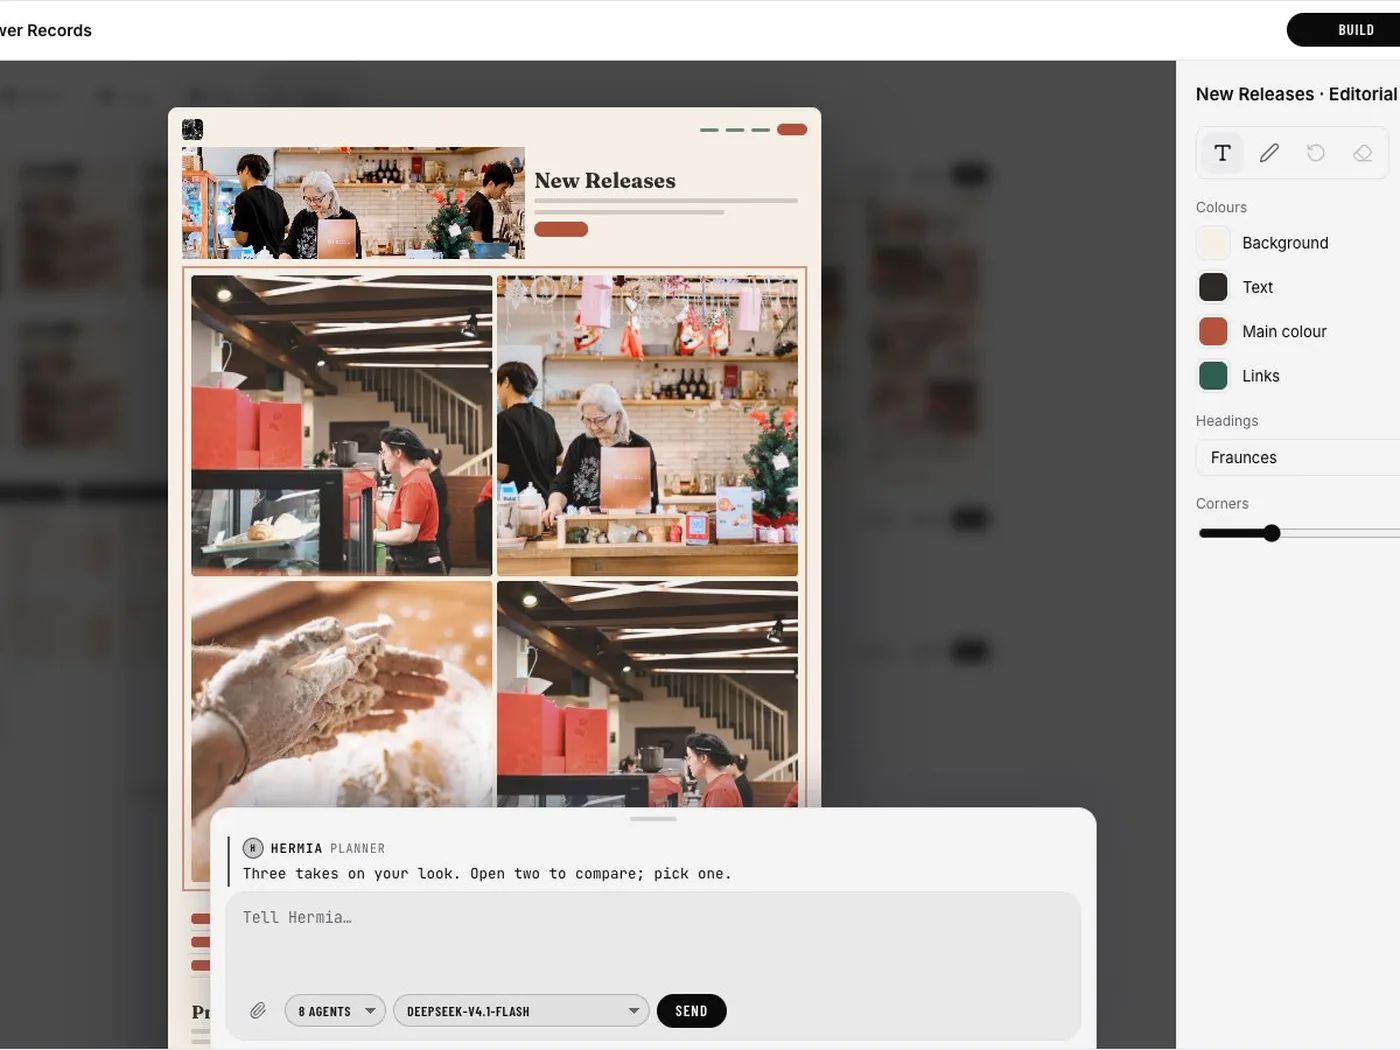 wer Records
BUILD
New Releases · Editorial
T
Colours
Background
Text
Main colour
Links
Headings
Fraunces
Corners
New Releases
H HERMIA PLANNER
Three takes on your look. Open two to compare; pick one.
Tell Hermia…
8 AGENTS
DEEPSEEK-V4.1-FLASH
SEND
Pr